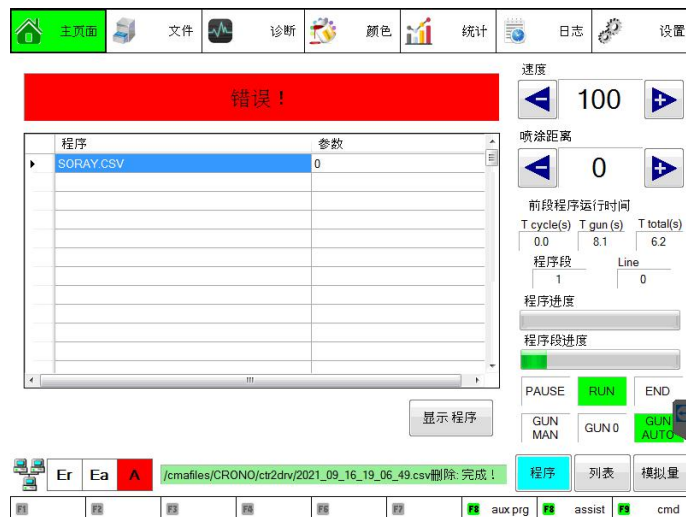 主页面 文件 诊断 颜色 统计 日志 设置
错误！
速度
100
程序 参数
SORAY.CSV 0
喷涂距离
0
前段程序运行时间
T cycle(s) T gun (s) T total(s)
0.0 8.1 6.2
程序段 Line
1 0
程序进度
程序段进度
PAUSE RUN END
显示 程序
GUN MAN GUN 0 GUN AUTO
Er Ea A /cmafiles/CRONO/ctr2drv/2021_09_16_19_06_49.csv删除: 完成！ 程序 列表 模拟量
F1 F2 F3 F4 F6 F7 F8 aux prg F8 assist F9 cmd